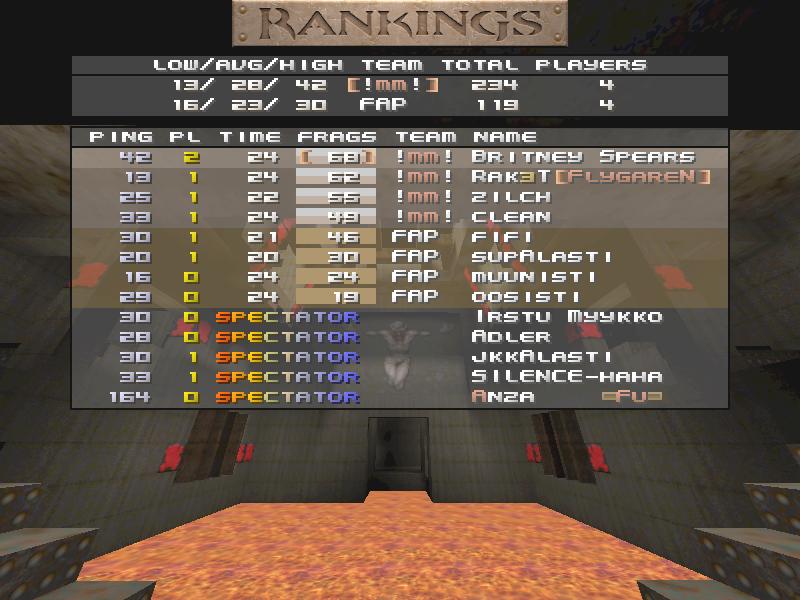 RANKINGS
LOW/AVG/HIGH TEAM TOTAL PLAYERS
13/ 28/ 42 [!mm!] 234 4
16/ 23/ 30 FAP 119 4
PING PL TIME FRAGS TEAM NAME
42 2 24 [ 68] !mm! BRITNEY SPEARS
13 1 24 62 !mm! RAK3T[FLYGAREN]
25 1 22 55 !mm! ZILCH
33 1 24 49 !mm! CLEAN
30 1 21 46 FAP FIFI
20 1 20 30 FAP SUPALASTI
16 0 24 24 FAP MUUNISTI
29 0 24 19 FAP OOSISTI
30 0 SPECTATOR IRSTU MYYKKO
28 0 SPECTATOR ADLER
30 1 SPECTATOR JKKALASTI
33 1 SPECTATOR SILENCE-HAHA
164 0 SPECTATOR ANZA =FU=